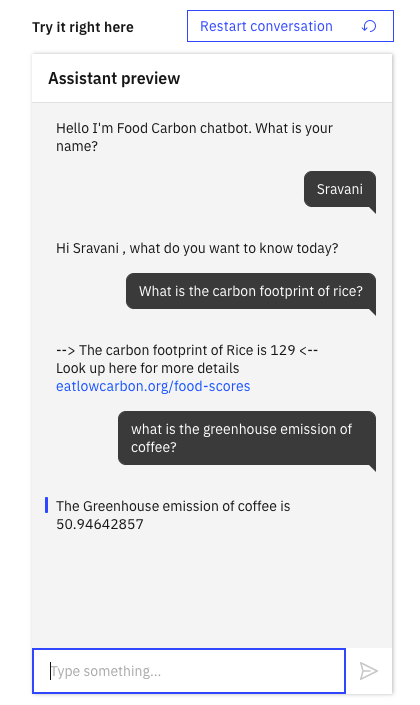 Try it right here
Restart conversation
Assistant preview
Hello I'm Food Carbon chatbot. What is your
name?
Sravani
Hi Sravani , what do you want to know today?
What is the carbon footprint of rice?
--> The carbon footprint of Rice is 129 <--
Look up here for more details
eatlowcarbon.org/food-scores
what is the greenhouse emission of
coffee?
The Greenhouse emission of coffee is
50.94642857
Type something...